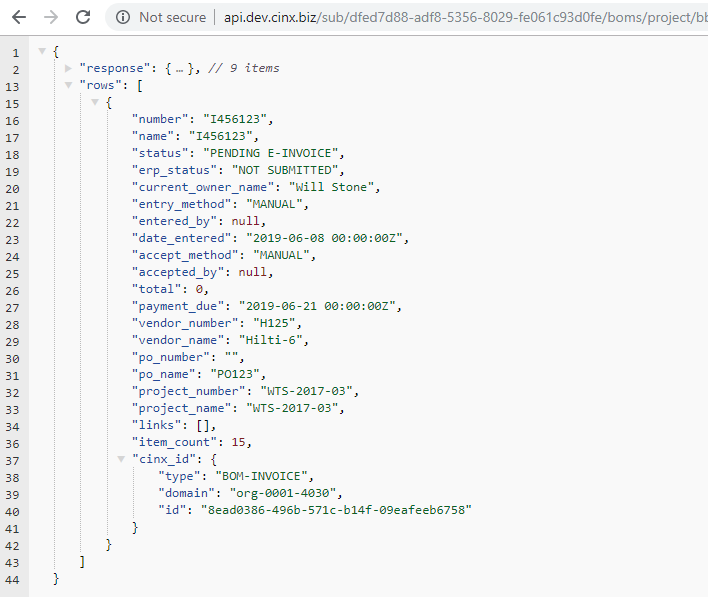 Not secure | api.dev.cinx.biz/sub/dfed7d88-adf8-5356-8029-fe061c93d0fe/boms/project/bb
1 {
2 "response": { … }, // 9 items
13 "rows": [
15 {
16 "number": "I456123",
17 "name": "I456123",
18 "status": "PENDING E-INVOICE",
19 "erp_status": "NOT SUBMITTED",
20 "current_owner_name": "Will Stone",
21 "entry_method": "MANUAL",
22 "entered_by": null,
23 "date_entered": "2019-06-08 00:00:00Z",
24 "accept_method": "MANUAL",
25 "accepted_by": null,
26 "total": 0,
27 "payment_due": "2019-06-21 00:00:00Z",
28 "vendor_number": "H125",
29 "vendor_name": "Hilti-6",
30 "po_number": "",
31 "po_name": "PO123",
32 "project_number": "WTS-2017-03",
33 "project_name": "WTS-2017-03",
34 "links": [],
36 "item_count": 15,
37 "cinx_id": {
38 "type": "BOM-INVOICE",
39 "domain": "org-0001-4030",
40 "id": "8ead0386-496b-571c-b14f-09eafeeb6758"
41 }
42 }
43 ]
44 }